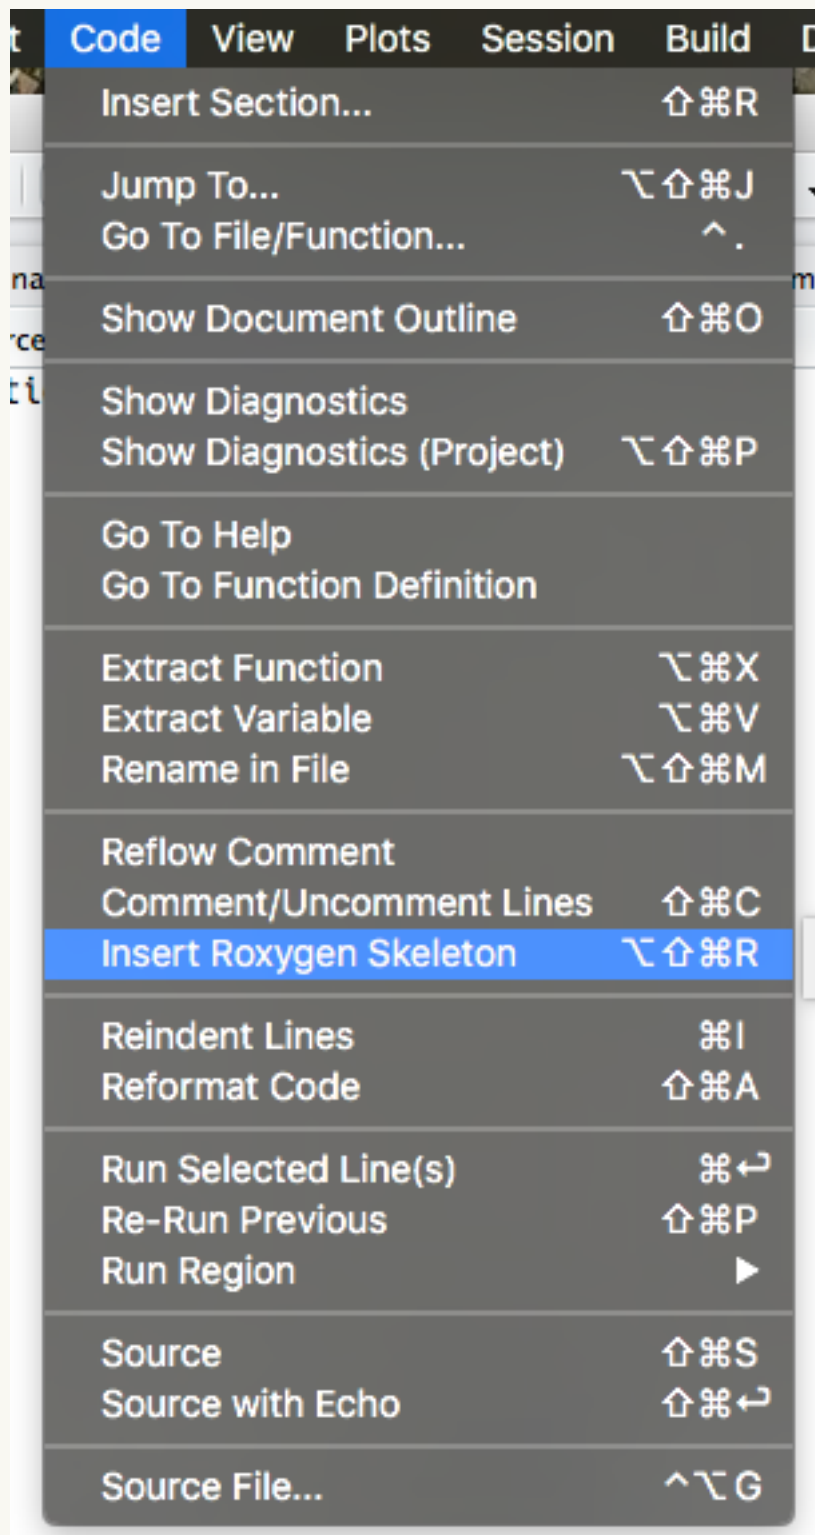 t Code View Plots Session Build D
Insert Section... ⇧⌘R
Jump To... ⌥⇧⌘J
Go To File/Function... ^.
na m
Show Document Outline ⇧⌘O
rce
ti
Show Diagnostics
Show Diagnostics (Project) ⌥⇧⌘P
Go To Help
Go To Function Definition
Extract Function ⌥⌘X
Extract Variable ⌥⌘V
Rename in File ⌥⇧⌘M
Reflow Comment
Comment/Uncomment Lines ⇧⌘C
Insert Roxygen Skeleton ⌥⇧⌘R
Reindent Lines ⌘I
Reformat Code ⇧⌘A
Run Selected Line(s) ⌘↩
Re-Run Previous ⇧⌘P
Run Region ▶
Source ⇧⌘S
Source with Echo ⇧⌘↩
Source File... ^⌥G